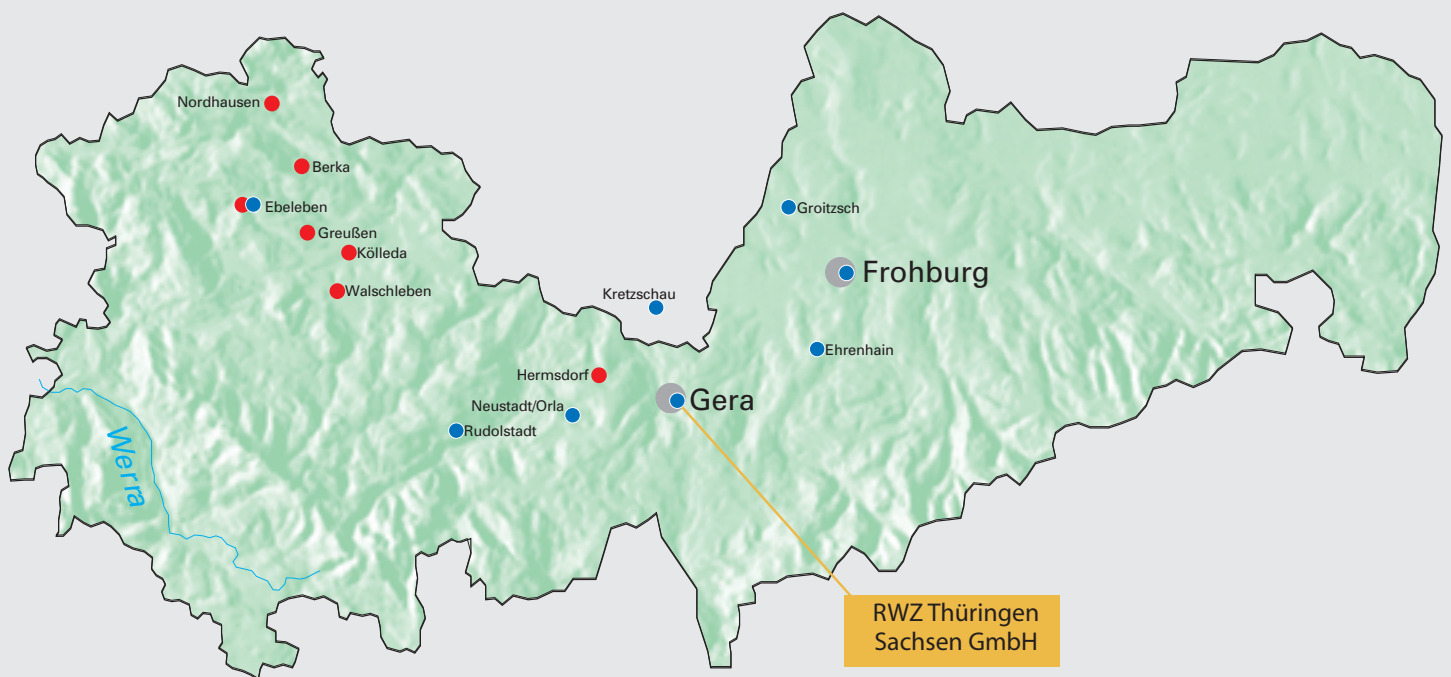 Nordhausen
Berka
Ebeleben
Greußen
Kölleda
Walschleben
Groitzsch
Frohburg
Kretzschau
Ehrenhain
Hermsdorf
Gera
Neustadt/Orla
Rudolstadt
Werra
RWZ Thüringen
Sachsen GmbH